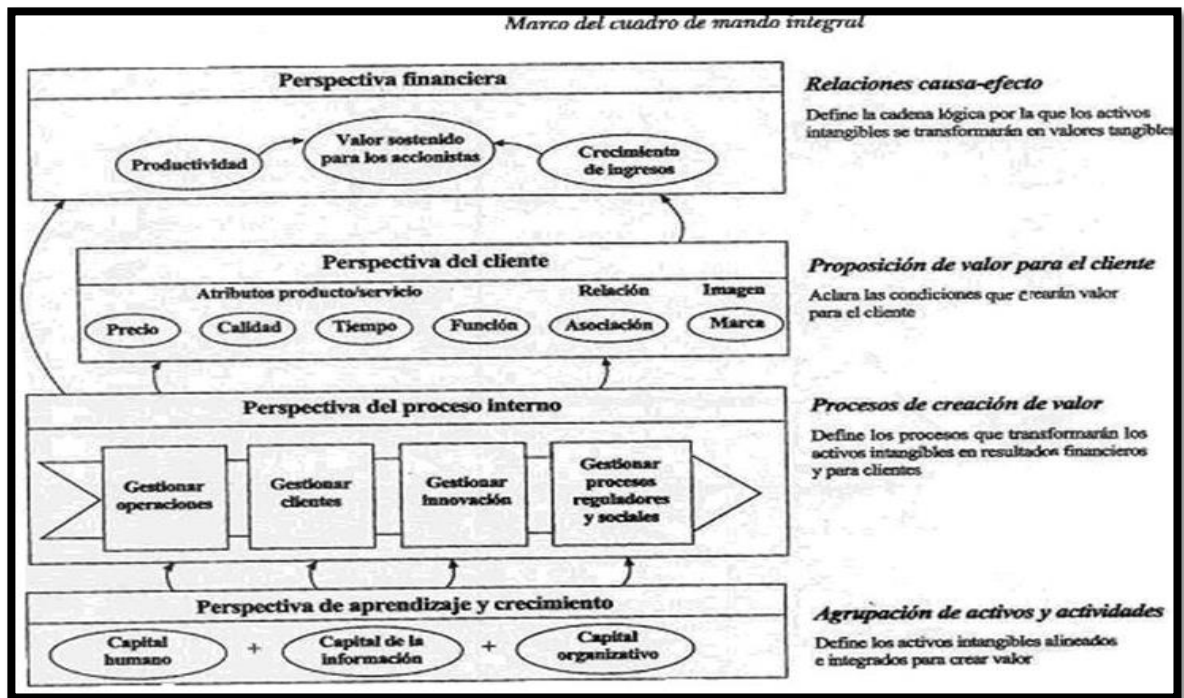 Marco del cuadro de mando integral
Perspectiva financiera
Productividad
Valor sostenido
para los accionistas
Crecimiento
de ingresos
Relaciones causa-efecto
Define la cadena lógica por la que los activos
intangibles se transformarán en valores tangibles
Perspectiva del cliente
Atributos producto/servicio
Relación
Imagen
Precio
Calidad
Tiempo
Función
Asociación
Marca
Proposición de valor para el cliente
Aclara las condiciones que crearán valor
para el cliente
Perspectiva del proceso interno
Gestionar
operaciones
Gestionar
clientes
Gestionar
innovación
Gestionar
procesos
reguladores
y sociales
Procesos de creación de valor
Define los procesos que transformarán los
activos intangibles en resultados financieros
y para clientes
Perspectiva de aprendizaje y crecimiento
Capital
humano
+
Capital de la
información
+
Capital
organizativo
Agrupación de activos y actividades
Define los activos intangibles alineados
e integrados para crear valor